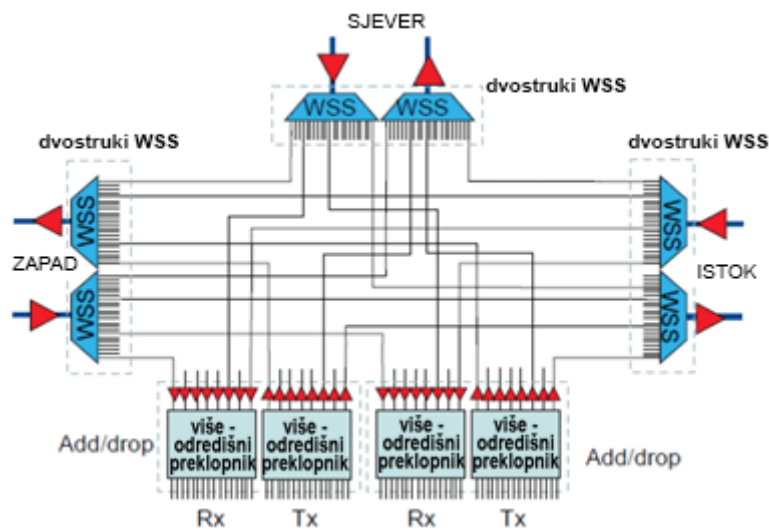 SJEVER
dvostruki WSS
WSS WSS
dvostruki WSS
dvostruki WSS
WSS
WSS
ZAPAD
ISTOK
WSS
WSS
Add/drop
više -
odredišni
preklopnik
više -
odredišni
preklopnik
više -
odredišni
preklopnik
više -
odredišni
preklopnik
Add/drop
Rx Tx Rx Tx